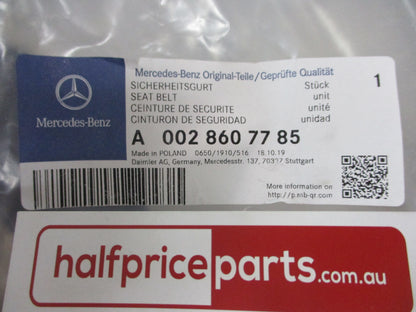 Mercedes-Benz Original-Teile/Geprüfte Qualität
SICHERHEITSGURT Stück 1
SEAT BELT unit
CEINTURE DE SECURITE unité
CINTURON DE SEGURIDAD unidad
Mercedes-Benz
A 002 860 77 85
Made in POLAND 0650/1910/516 18.10.19
Daimler AG, Germany, Mercedesstr. 137, 70327 Stuttgart
More information on
http://p.mb-qr.com
halfpriceparts.com.au